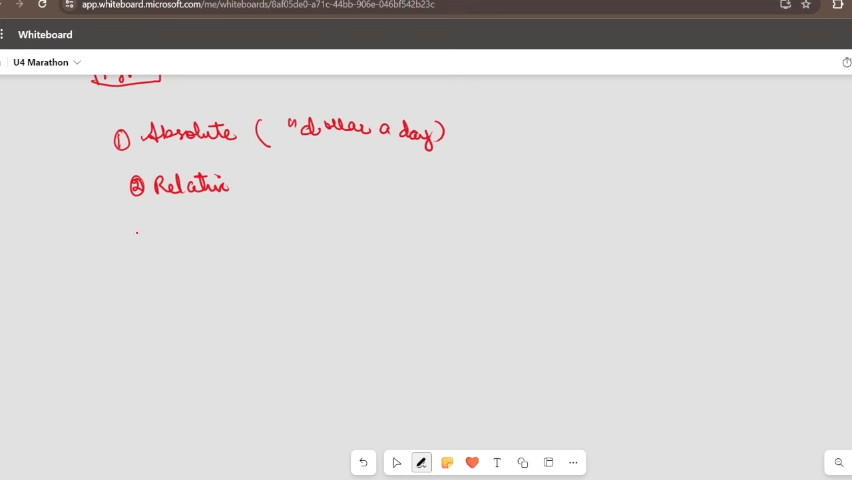 app.whiteboard.microsoft.com/me/whiteboards/8af05de0-a71c-44bb-906e-046bf542b23c
Whiteboard
U4 Marathon
① Absolute ( "dollar a day)
② Relativ